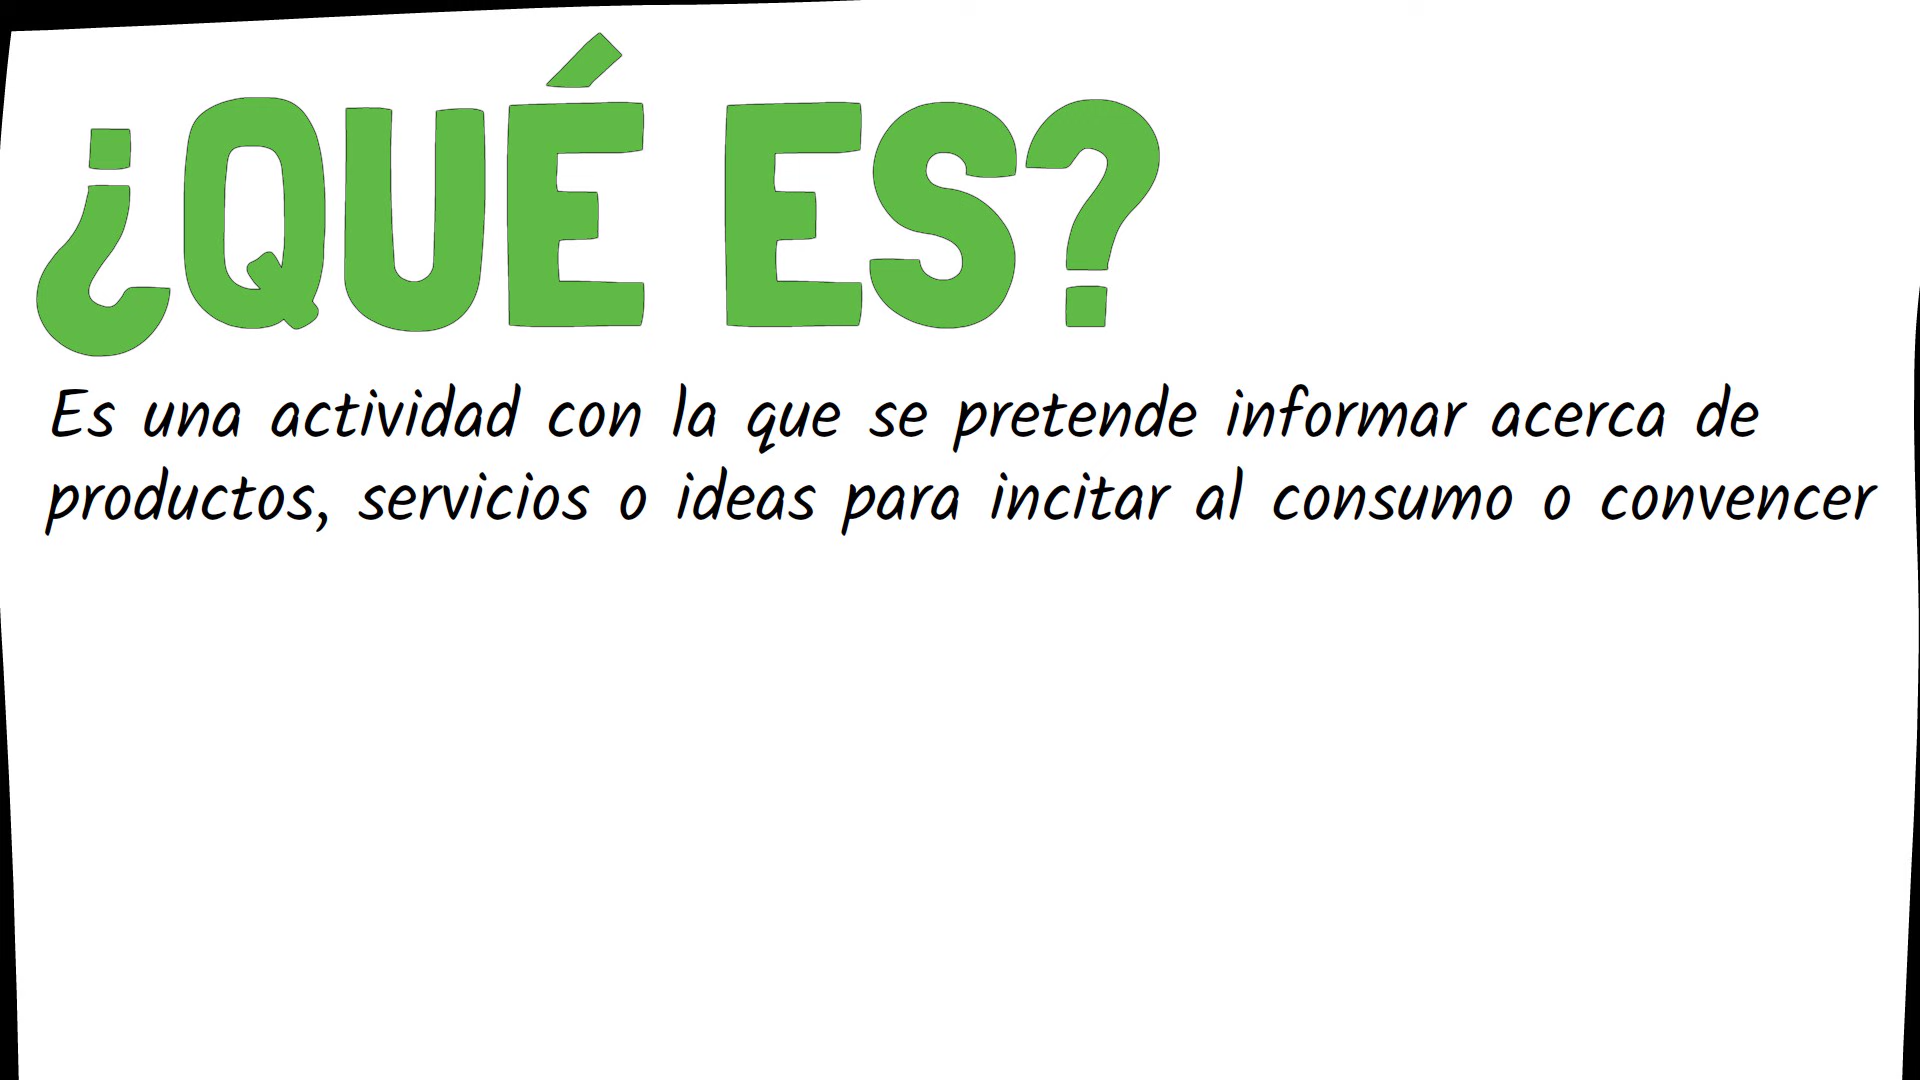 ¿QUÉ ES?
Es una actividad con la que se pretende informar acerca de
productos, servicios o ideas para incitar al consumo o convencer